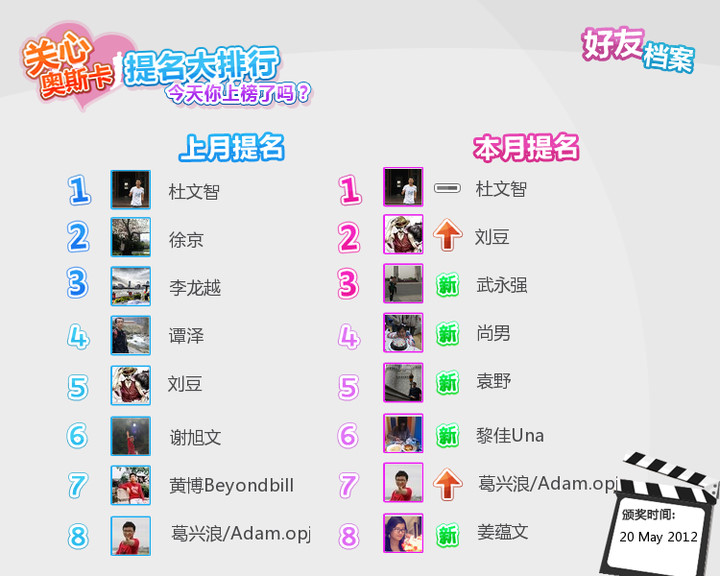 关心
奥斯卡
提名大排行
今天你上榜了吗？
好友
档案
上月提名
1 杜文智
2 徐京
3 李龙越
4 谭泽
5 刘豆
6 谢旭文
7 黄博Beyondbill
8 葛兴浪/Adam.opj
本月提名
1 杜文智
2 刘豆
3 新 武永强
4 新 尚男
5 新 袁野
6 新 黎佳Una
7 葛兴浪/Adam.opj
8 新 姜蕴文
颁奖时间:
20 May 2012